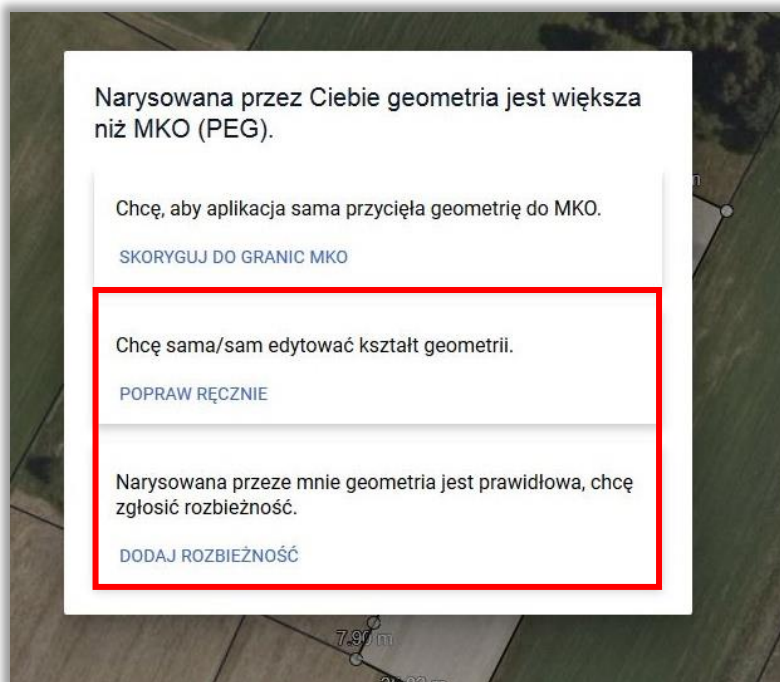 Narysowana przez Ciebie geometria jest większa
niż MKO (PEG).
Chcę, aby aplikacja sama przycięła geometrię do MKO.
SKORYGUJ DO GRANIC MKO
Chcę sama/sam edytować kształt geometrii.
POPRAW RĘCZNIE
Narysowana przeze mnie geometria jest prawidłowa, chcę
zgłosić rozbieżność.
DODAJ ROZBIEŻNOŚĆ
7.90 m